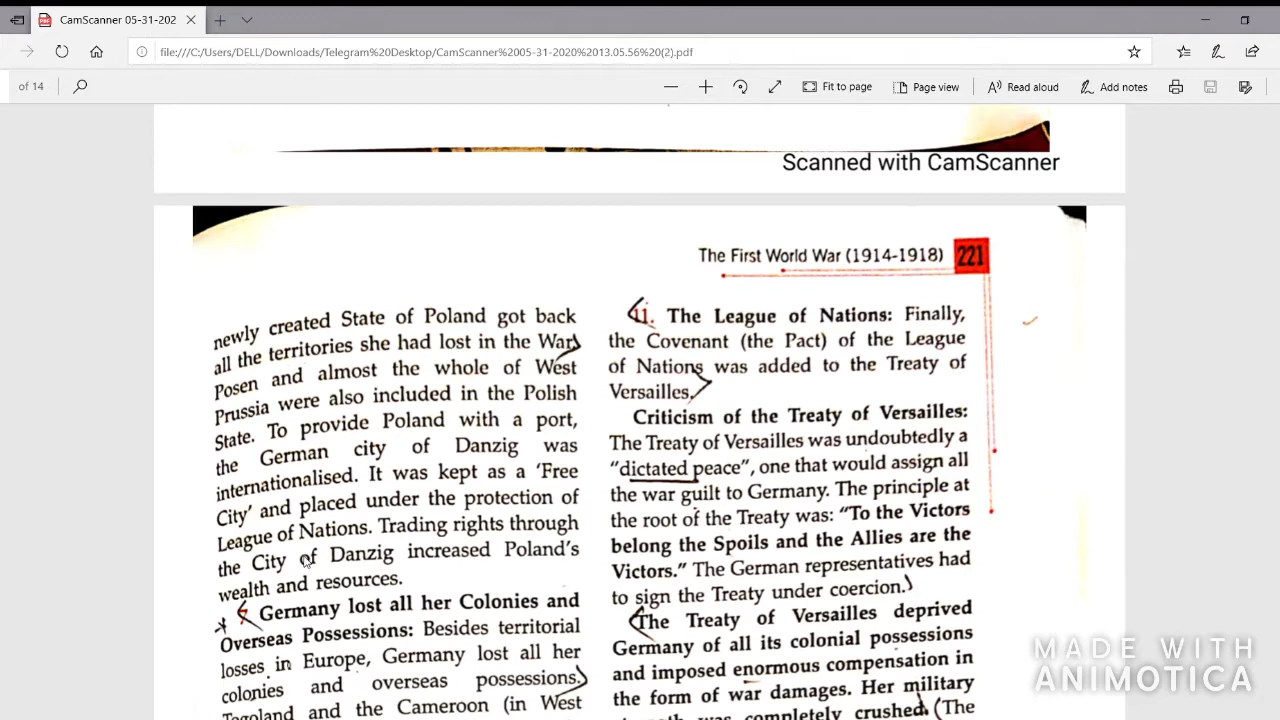 CamScanner 05-31-202
file:///C:/Users/DELL/Downloads/Telegram%20Desktop/CamScanner%2005-31-2020%2013.05.56%20(2).pdf
of 14
Fit to page
Page view
Read aloud
Add notes
Scanned with CamScanner
The First World War (1914-1918) 221
newly created State of Poland got back
all the territories she had lost in the War
Posen and almost the whole of West
Prussia were also included in the Polish
State. To provide Poland with a port,
the German city of Danzig was
internationalised. It was kept as a 'Free
City' and placed under the protection of
League of Nations. Trading rights through
the City of Danzig increased Poland's
wealth and resources.
7 Germany lost all her Colonies and
Overseas Possessions: Besides territorial
losses in Europe, Germany lost all her
colonies and overseas possessions.
Togoland and the Cameroon (in West
11. The League of Nations: Finally,
the Covenant (the Pact) of the League
of Nations was added to the Treaty of
Versailles.
Criticism of the Treaty of Versailles:
The Treaty of Versailles was undoubtedly a
"dictated peace", one that would assign all
the war guilt to Germany. The principle at
the root of the Treaty was: "To the Victors
belong the Spoils and the Allies are the
Victors." The German representatives had
to sign the Treaty under coercion.
The Treaty of Versailles deprived
Germany of all its colonial possessions
and imposed enormous compensation in
the form of war damages. Her military
was completely crushed. (The
MADE WITH
ANIMOTICA